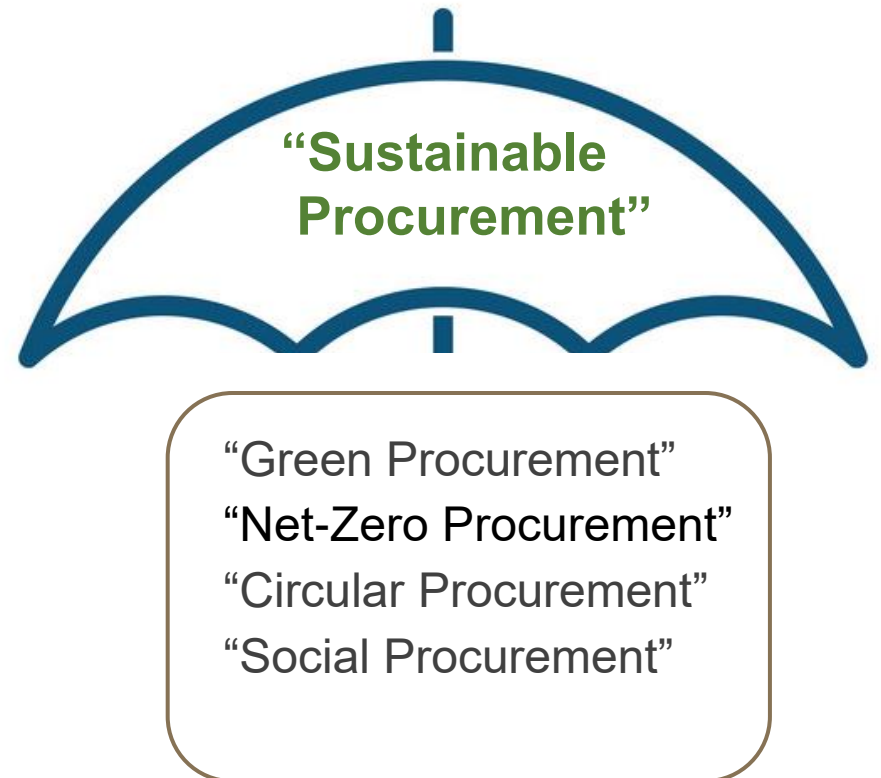 “Sustainable
Procurement”
“Green Procurement”
“Net-Zero Procurement”
“Circular Procurement”
“Social Procurement”